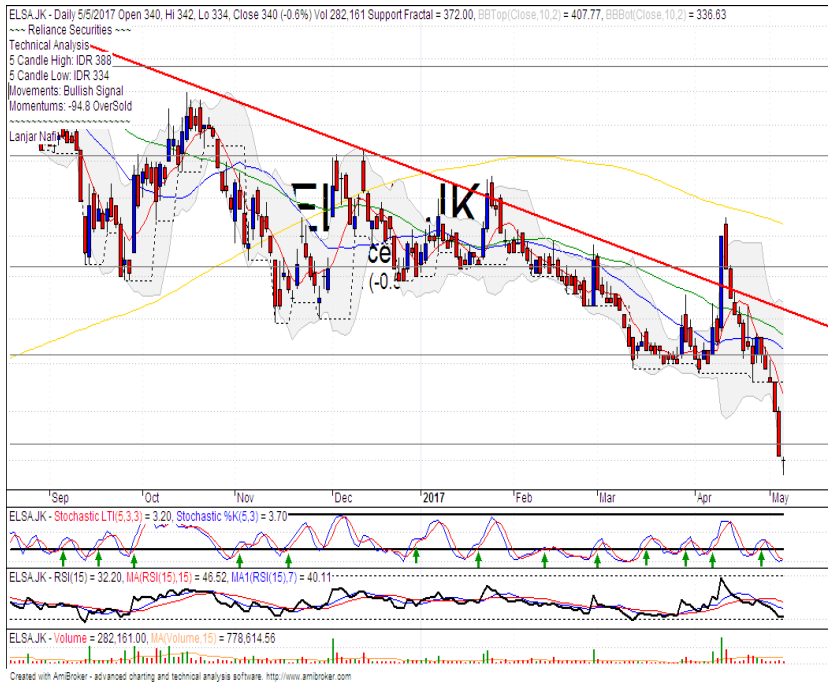 ELSA.JK - Daily 5/5/2017 Open 340, Hi 342, Lo 334, Close 340 (-0.6%) Vol 282,161 Support Fractal = 372.00, BBTop(Close,10,2) = 407.77, BBBot(Close,10,2) = 336.63
~~~ Reliance Securities ~~~
Technical Analysis
5 Candle High: IDR 388
5 Candle Low: IDR 334
Movements: Bullish Signal
Momentums: -94.8 OverSold
~~~~~~~~~~~~~~~~~~~~~~~
Lanjar Nafi
JK
ce
(-0.
Sep Oct Nov Dec 2017 Feb Mar Apr May
ELSA.JK - Stochastic LTI(5,3,3) = 3.20, Stochastic %K(5,3) = 3.70
ELSA.JK - RSI(15) = 32.20, MA(RSI(15),15) = 46.52, MA1(RSI(15),7) = 40.11
ELSA.JK - Volume = 282,161.00, MA(Volume,15) = 778,614.56
Created with AmiBroker - advanced charting and technical analysis software. http://www.amibroker.com